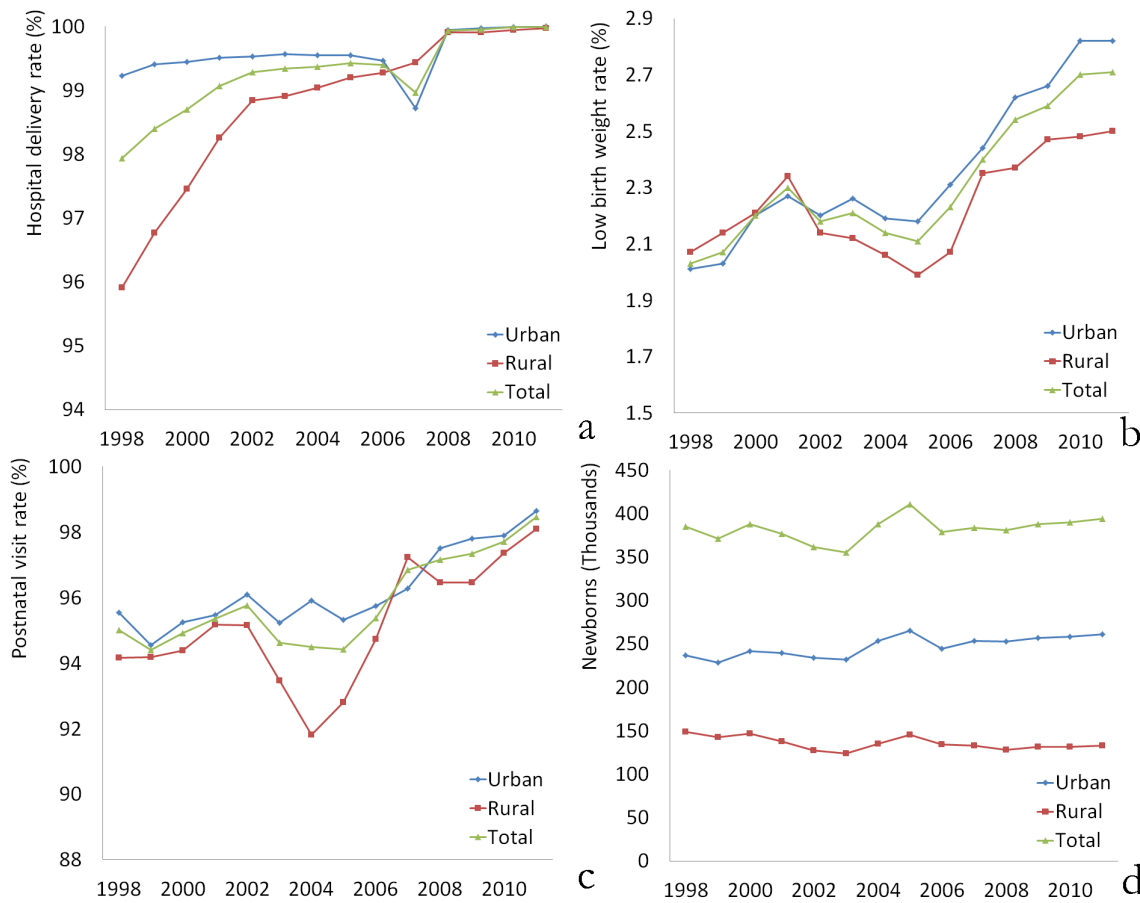 Hospital delivery rate (%)
100
99
98
97
96
95
94
Urban
Rural
Total
1998 2000 2002 2004 2006 2008 2010
a
Low birth weight rate (%)
2.9
2.7
2.5
2.3
2.1
1.9
1.7
1.5
Urban
Rural
Total
1998 2000 2002 2004 2006 2008 2010
b
Postnatal visit rate (%)
100
98
96
94
92
90
88
Urban
Rural
Total
1998 2000 2002 2004 2006 2008 2010
c
Newborns (Thousands)
450
400
350
300
250
200
150
100
50
0
Urban
Rural
Total
1998 2000 2002 2004 2006 2008 2010
d